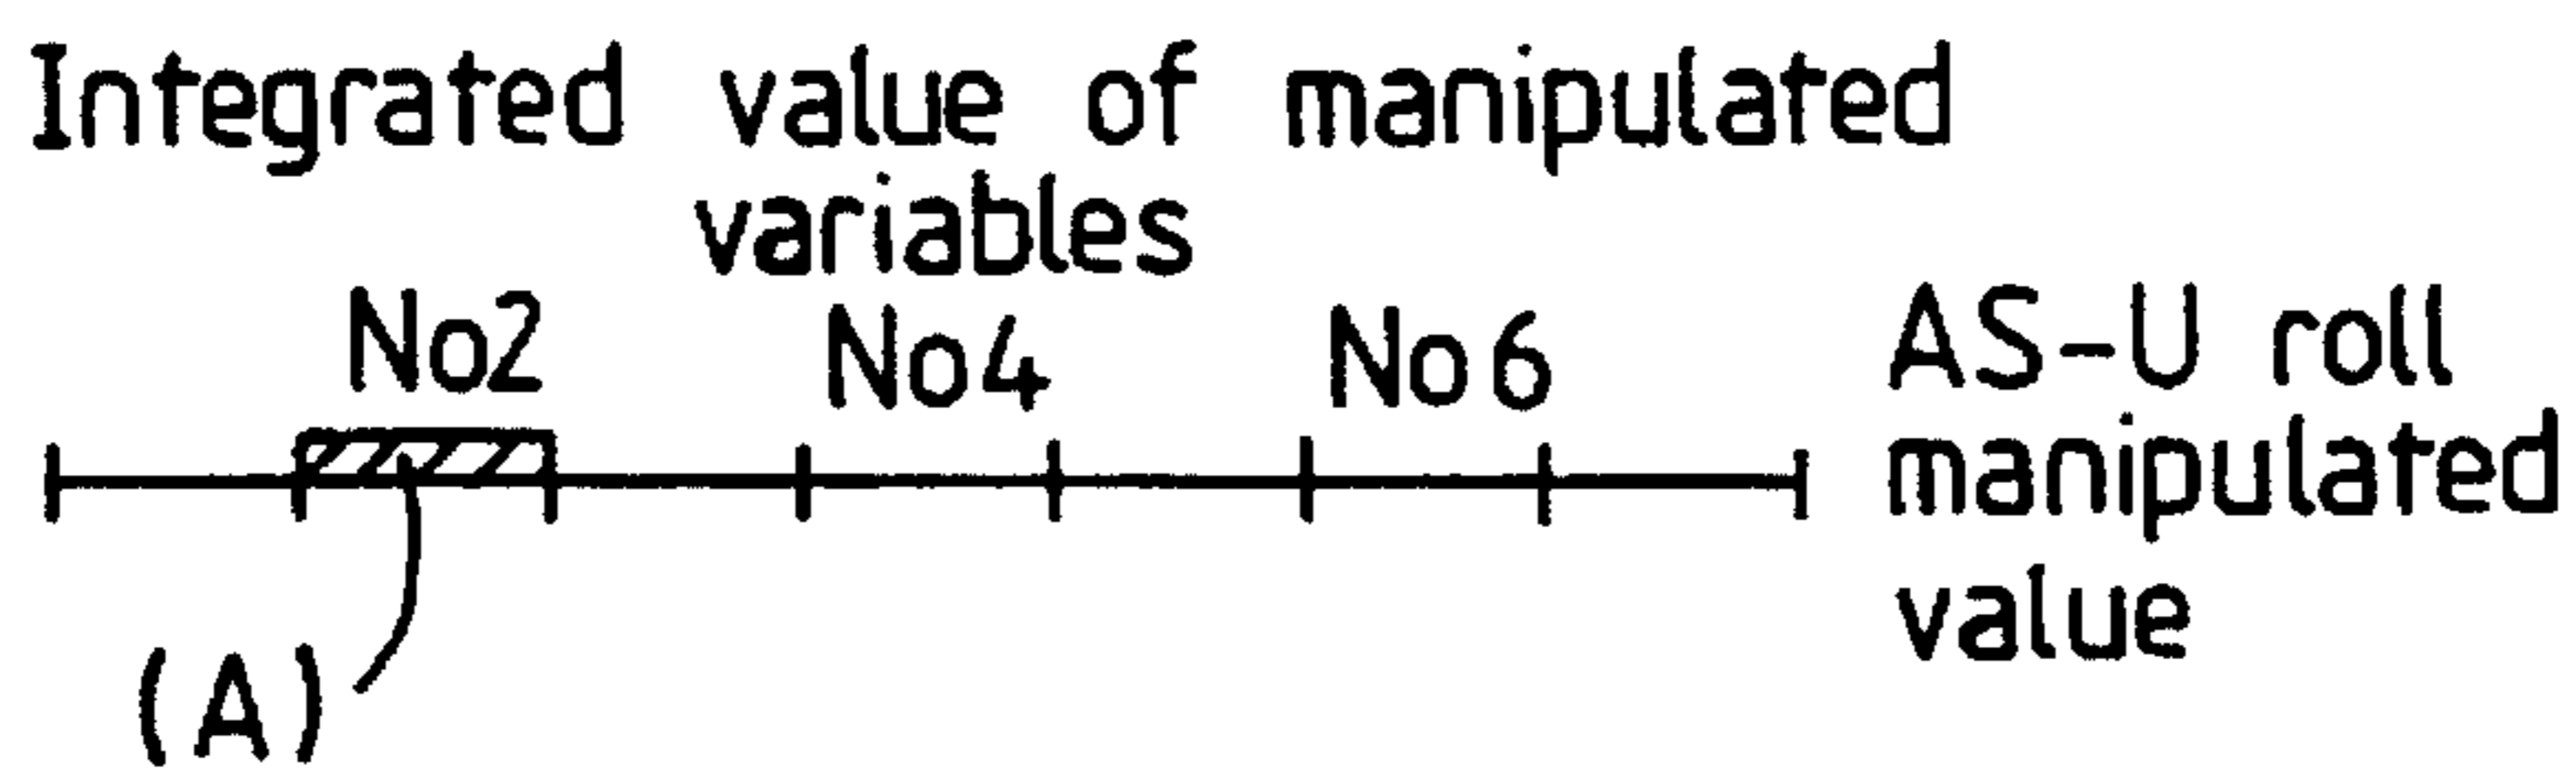 Integrated value of manipulated
variables
No2 No4 No6
AS-U roll
manipulated
value
(A)